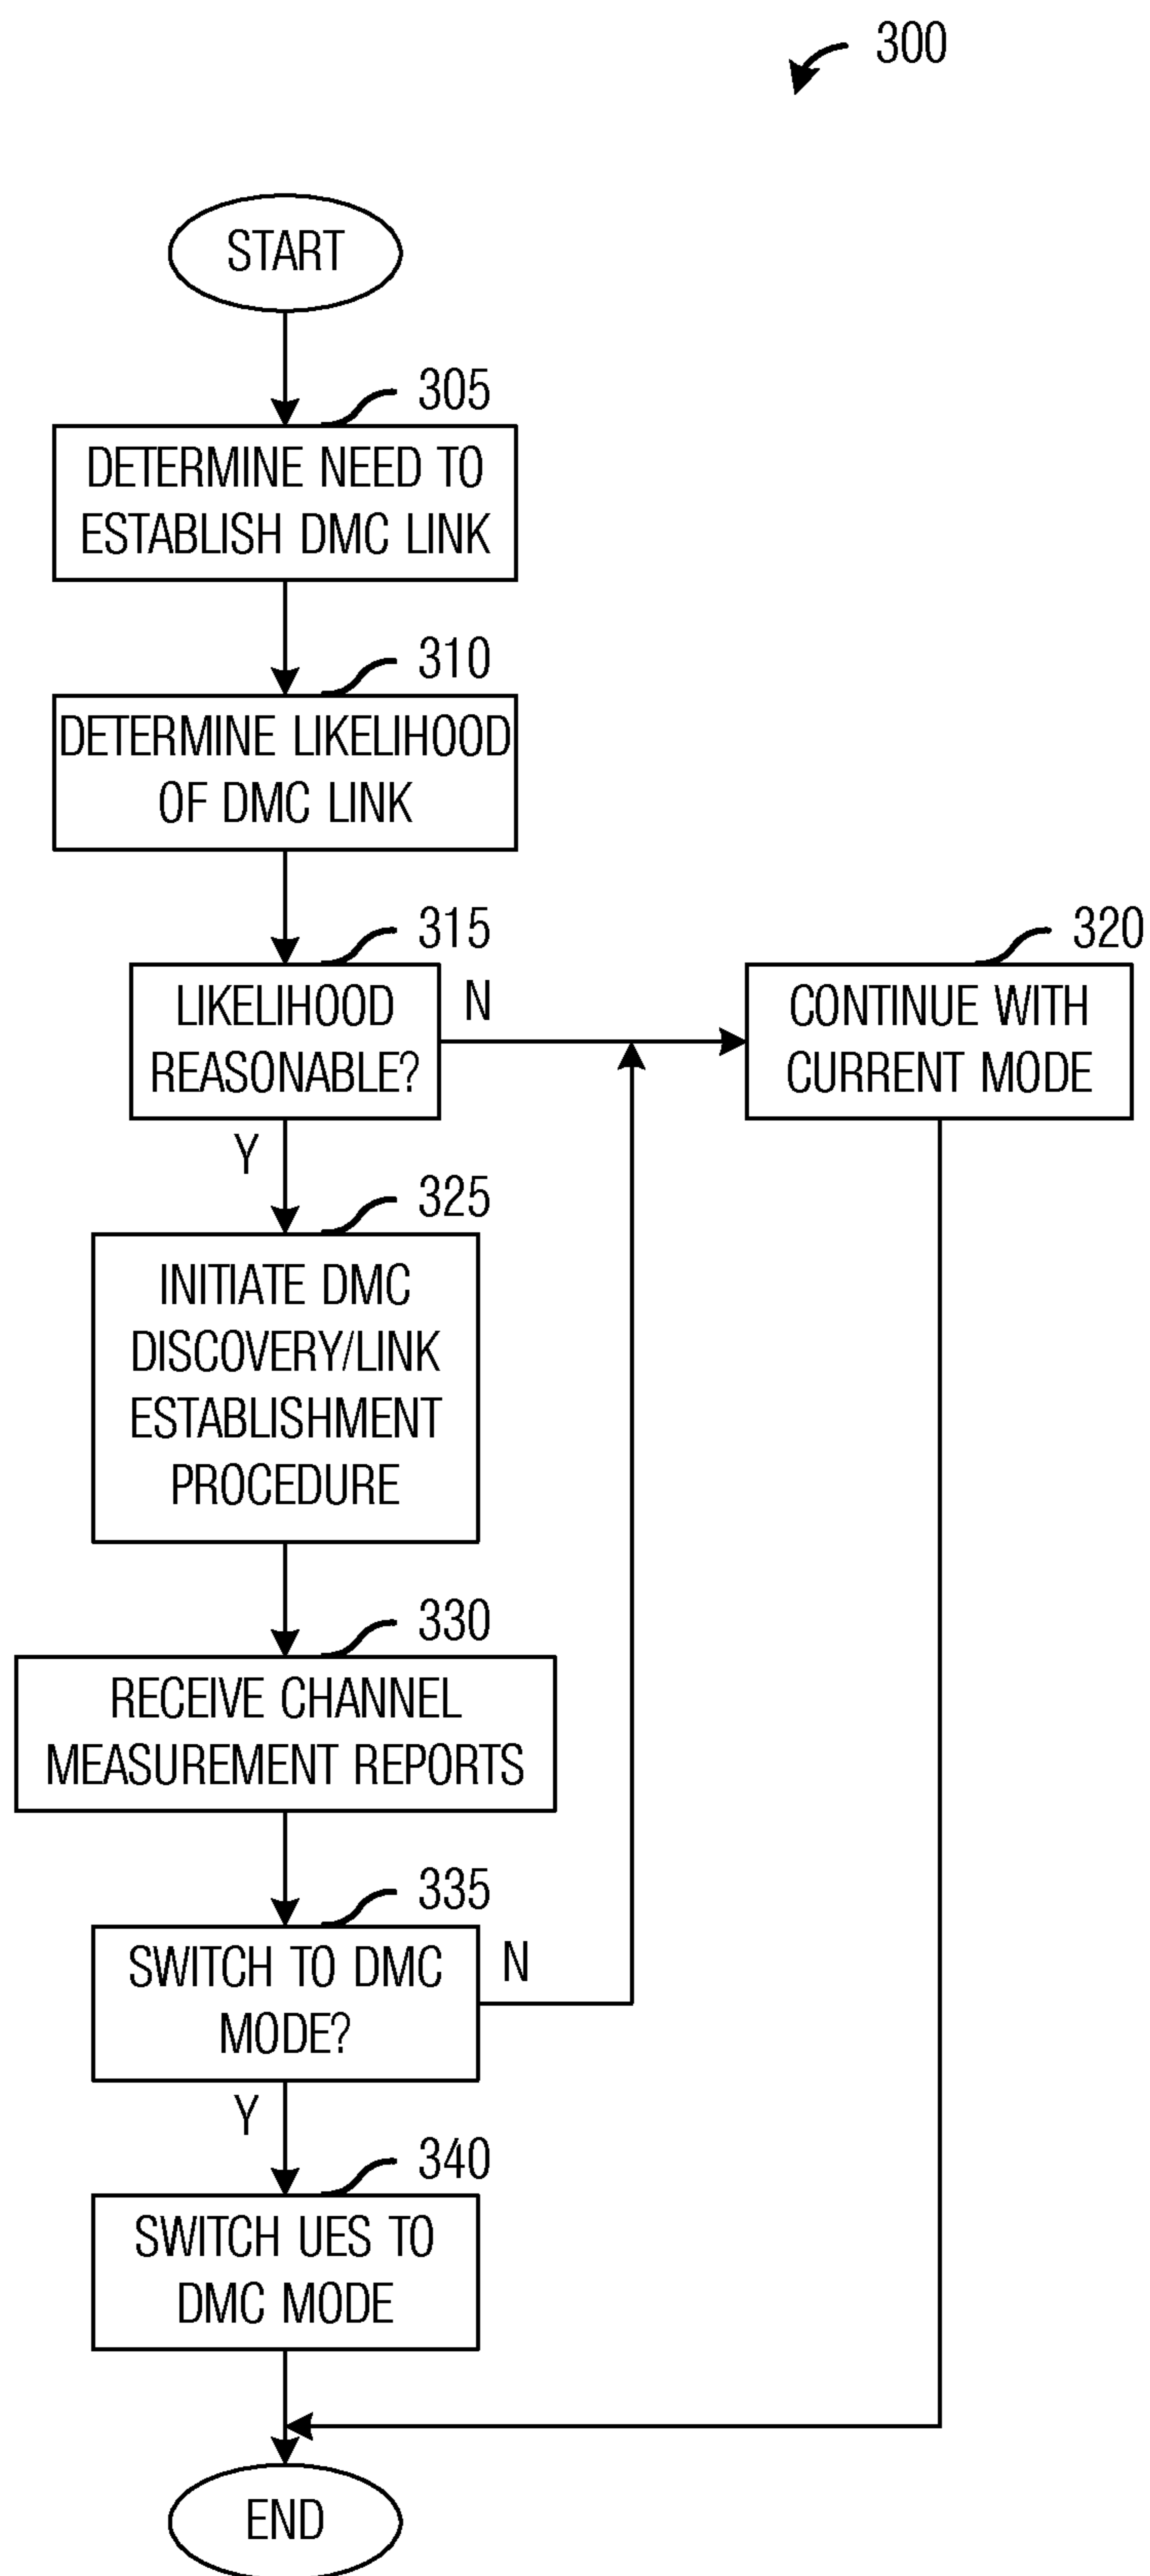 300
START
305
DETERMINE NEED TO
ESTABLISH DMC LINK
310
DETERMINE LIKELIHOOD
OF DMC LINK
315
LIKELIHOOD
REASONABLE?
N
320
CONTINUE WITH
CURRENT MODE
Y
325
INITIATE DMC
DISCOVERY/LINK
ESTABLISHMENT
PROCEDURE
330
RECEIVE CHANNEL
MEASUREMENT REPORTS
335
SWITCH TO DMC
MODE?
N
Y
340
SWITCH UES TO
DMC MODE
END